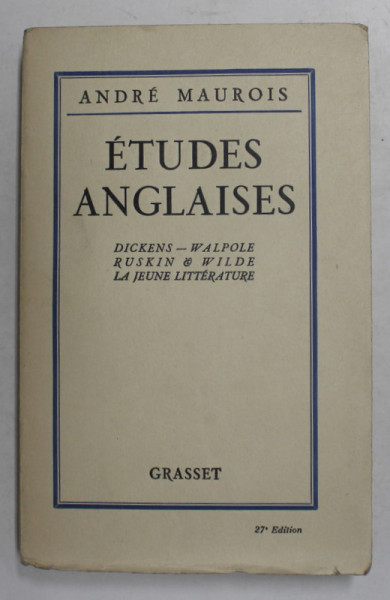 ANDRÉ MAUROIS
ÉTUDES
ANGLAISES
DICKENS — WALPOLE
RUSKIN & WILDE
LA JEUNE LITTÉRATURE
GRASSET
27e Edition